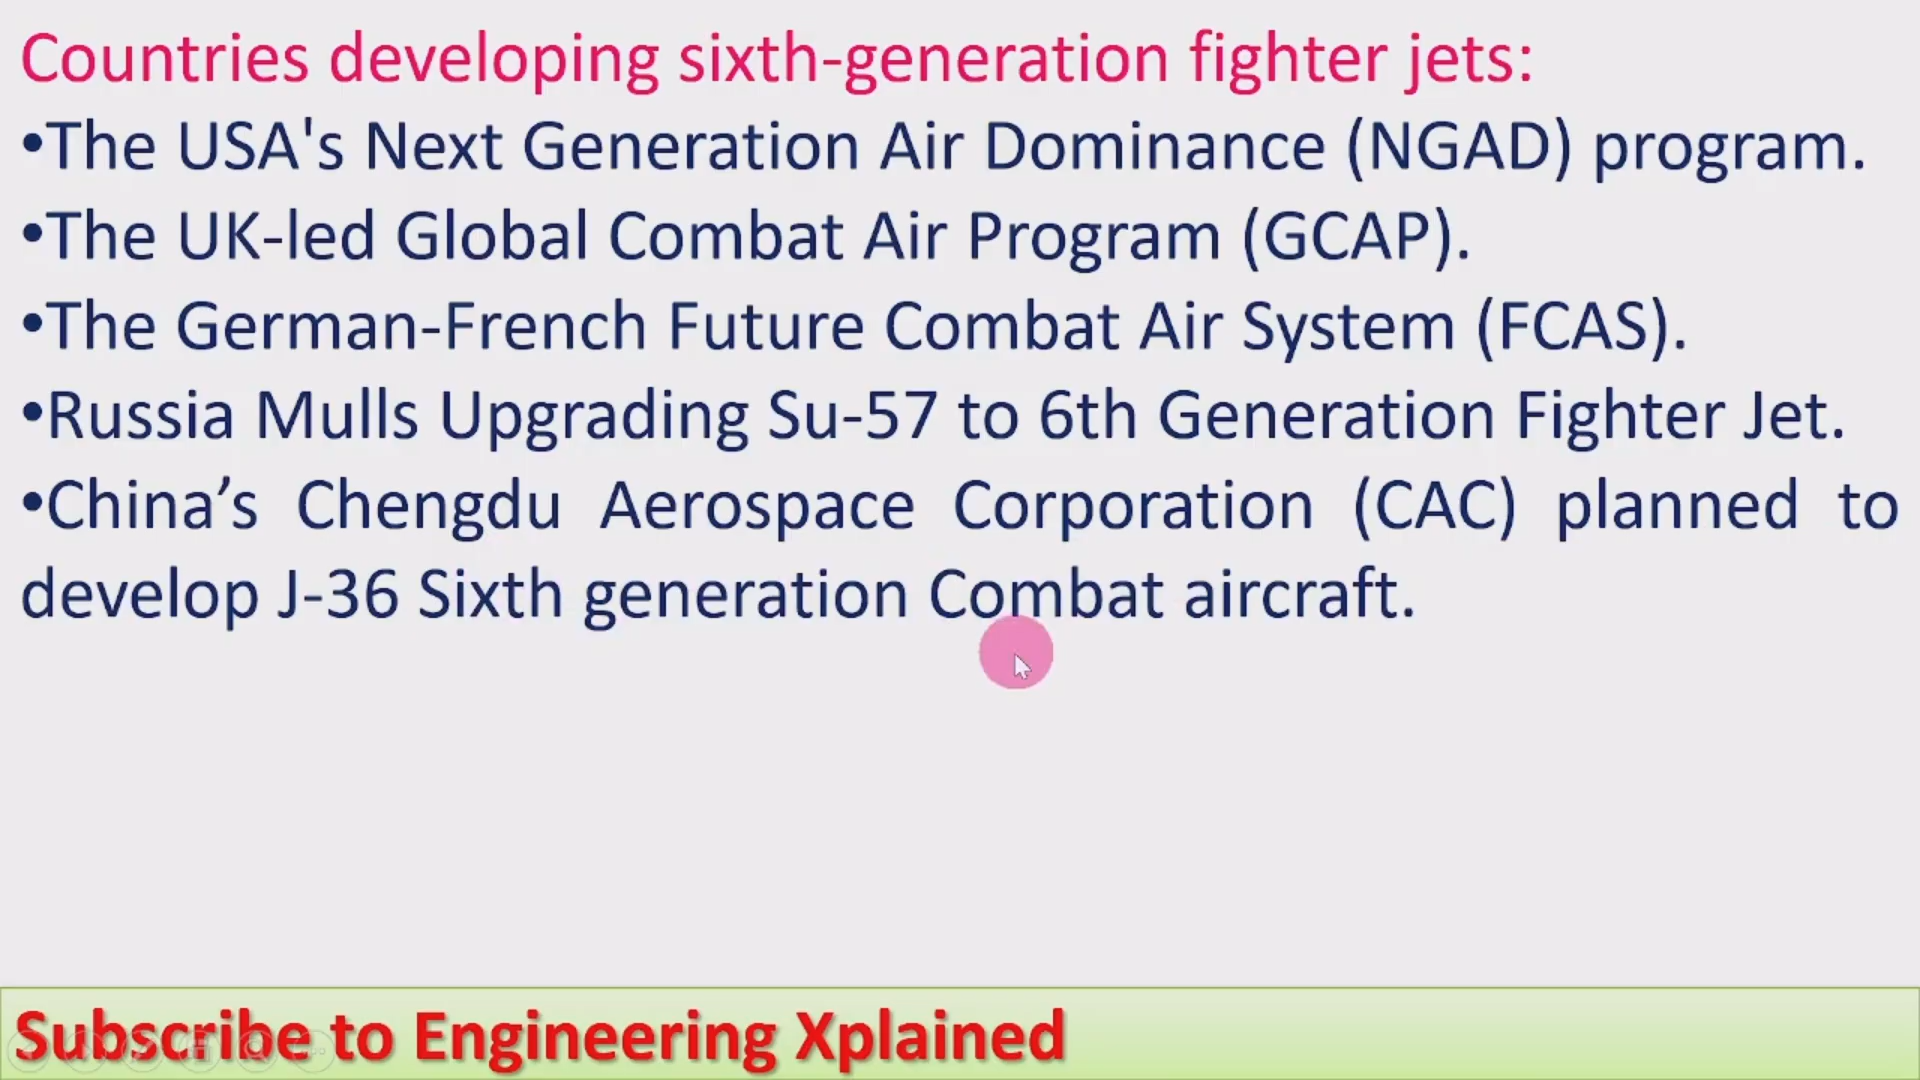 Countries developing sixth-generation fighter jets:
•The USA's Next Generation Air Dominance (NGAD) program.
•The UK-led Global Combat Air Program (GCAP).
•The German-French Future Combat Air System (FCAS).
•Russia Mulls Upgrading Su-57 to 6th Generation Fighter Jet.
•China’s Chengdu Aerospace Corporation (CAC) planned to
develop J-36 Sixth generation Combat aircraft.
Subscribe to Engineering Xplained